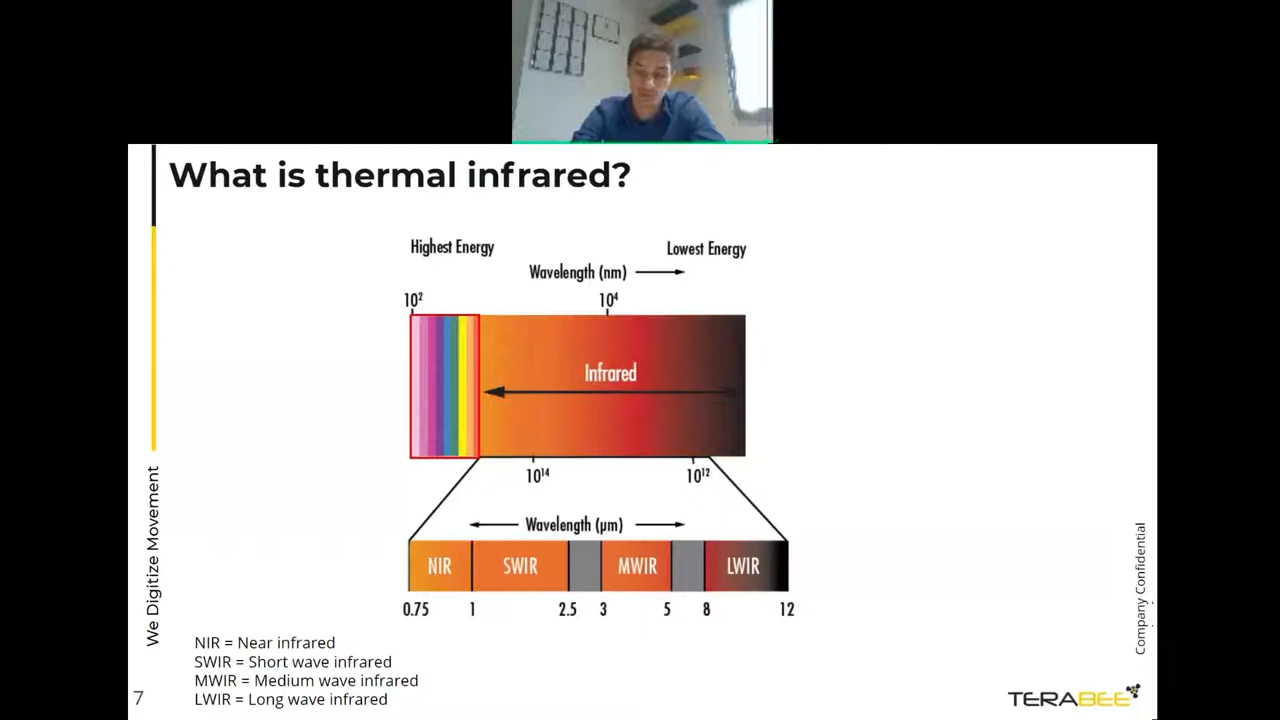 What is thermal infrared?
Highest Energy
Lowest Energy
Wavelength (nm)
10²
10⁴
Infrared
10¹⁴
10¹²
Wavelength (µm)
NIR
SWIR
MWIR
LWIR
0.75
1
2.5
3
5
8
12
NIR = Near infrared
SWIR = Short wave infrared
MWIR = Medium wave infrared
LWIR = Long wave infrared
We Digitize Movement
7
Company Confidential
TERABEE